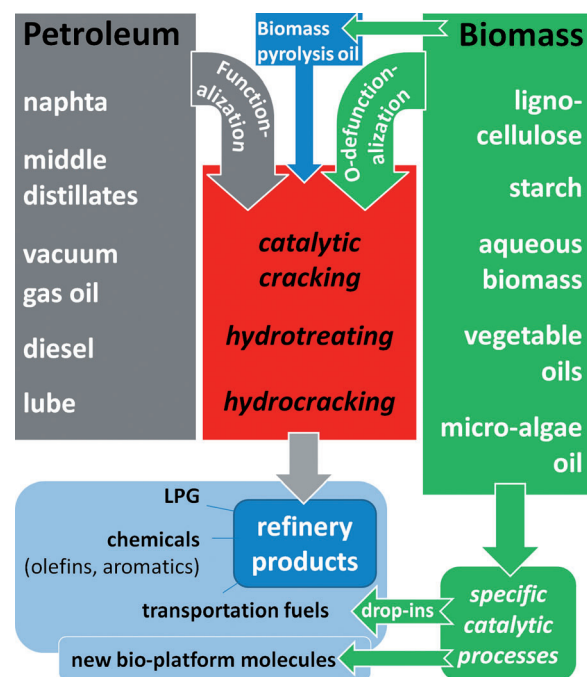 Petroleum
naphta
middle
distillates
vacuum
gas oil
diesel
lube
Function-
alization
Biomass
pyrolysis oil
O-defunction-
alization
catalytic
cracking
hydrotreating
hydrocracking
Biomass
ligno-
cellulose
starch
aqueous
biomass
vegetable
oils
micro-algae
oil
LPG
chemicals
(olefins, aromatics)
transportation fuels
refinery
products
drop-ins
specific
catalytic
processes
new bio-platform molecules